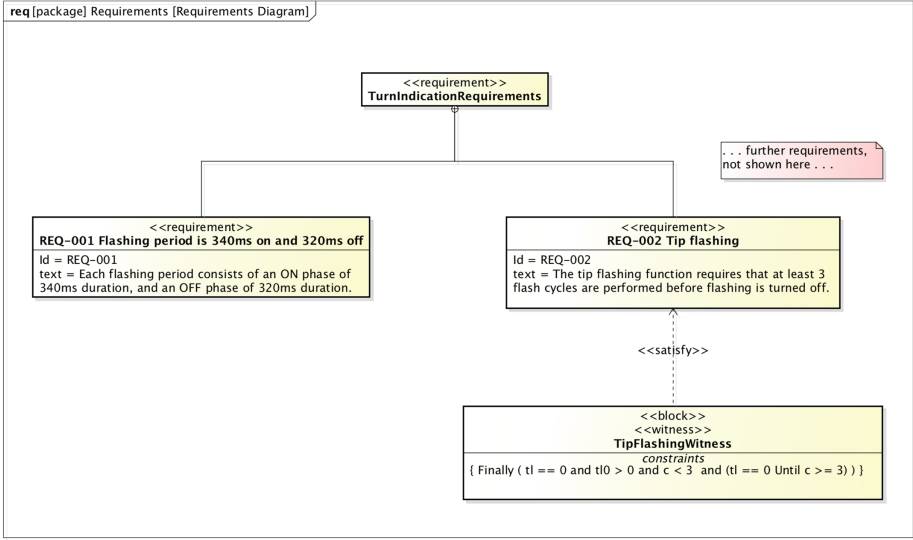 req [package] Requirements [Requirements Diagram]
<<requirement>>
TurnIndicationRequirements
. . . further requirements,
not shown here . . .
<<requirement>>
REQ-001 Flashing period is 340ms on and 320ms off
Id = REQ-001
text = Each flashing period consists of an ON phase of
340ms duration, and an OFF phase of 320ms duration.
<<requirement>>
REQ-002 Tip flashing
Id = REQ-002
text = The tip flashing function requires that at least 3
flash cycles are performed before flashing is turned off.
<<satisfy>>
<<block>>
<<witness>>
TipFlashingWitness
constraints
{ Finally ( tl == 0 and tl0 > 0 and c < 3 and (tl == 0 Until c >= 3) ) }